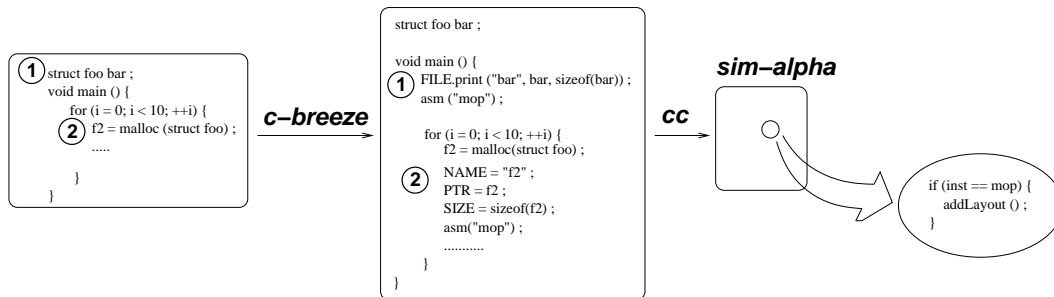 1 struct foo bar ;
void main () {
for (i = 0; i < 10; ++i) {
2 f2 = malloc (struct foo) ;
.....
}
}
c-breeze
struct foo bar ;
void main () {
1 FILE.print ("bar", bar, sizeof(bar)) ;
asm ("mop") ;
for (i = 0; i < 10; ++i) {
f2 = malloc(struct foo) ;
2 NAME = "f2" ;
PTR = f2 ;
SIZE = sizeof(f2) ;
asm("mop") ;
...........
}
}
cc
sim-alpha
if (inst == mop) {
addLayout () ;
}